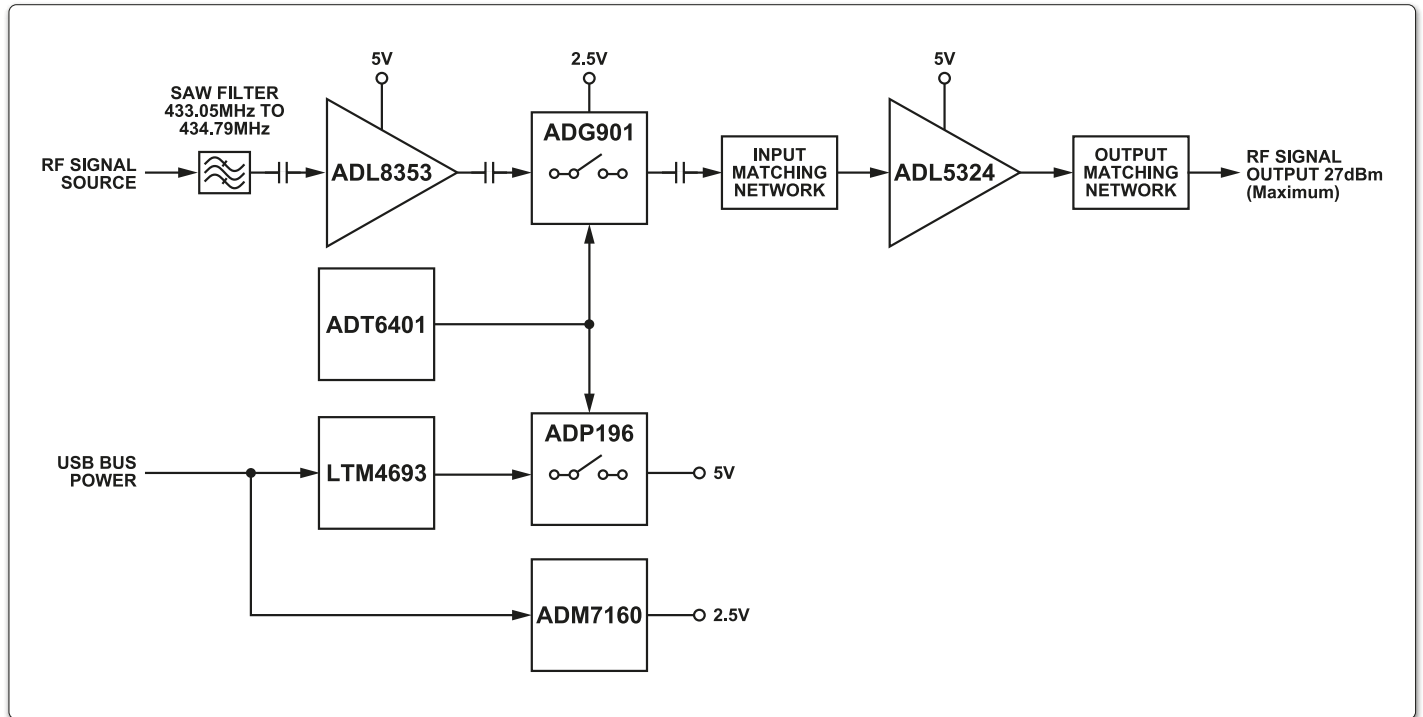 5V
2.5V
5V
SAW FILTER
433.05MHz TO
434.79MHz
RF SIGNAL
SOURCE
ADL8353
ADG901
INPUT
MATCHING
NETWORK
ADL5324
OUTPUT
MATCHING
NETWORK
RF SIGNAL
OUTPUT 27dBm
(Maximum)
ADT6401
USB BUS
POWER
LTM4693
ADP196
5V
ADM7160
2.5V